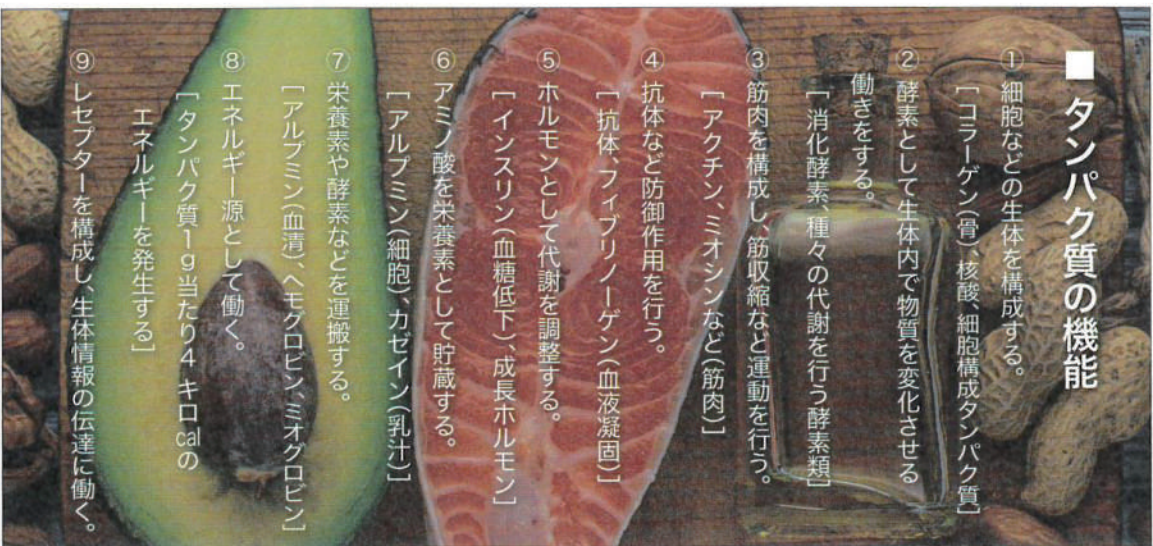 ■タンパク質の機能
①細胞などの生体を構成する。
[コラーゲン(骨)、核酸、細胞構成タンパク質]
②酵素として生体内で物質を変化させる
働きをする。
[消化酵素、種々の代謝を行う酵素類]
③筋肉を構成し、筋収縮など運動を行う。
[アクチン、ミオシンなど(筋肉)]
④抗体など防御作用を行う。
[抗体、フィブリノーゲン(血液凝固)]
⑤ホルモンとして代謝を調整する。
[インスリン(血糖低下)、成長ホルモン]
⑥アミノ酸を栄養素として貯蔵する。
[アルブミン(細胞)、カゼイン(乳汁)]
⑦栄養素や酵素などを運搬する。
[アルブミン(血清)、ヘモグロビン、ミオグロビン]
⑧エネルギー源として働く。
[タンパク質1g当たり4キロcalの
エネルギーを発生する]
⑨レセプターを構成し、生体情報の伝達に働く。